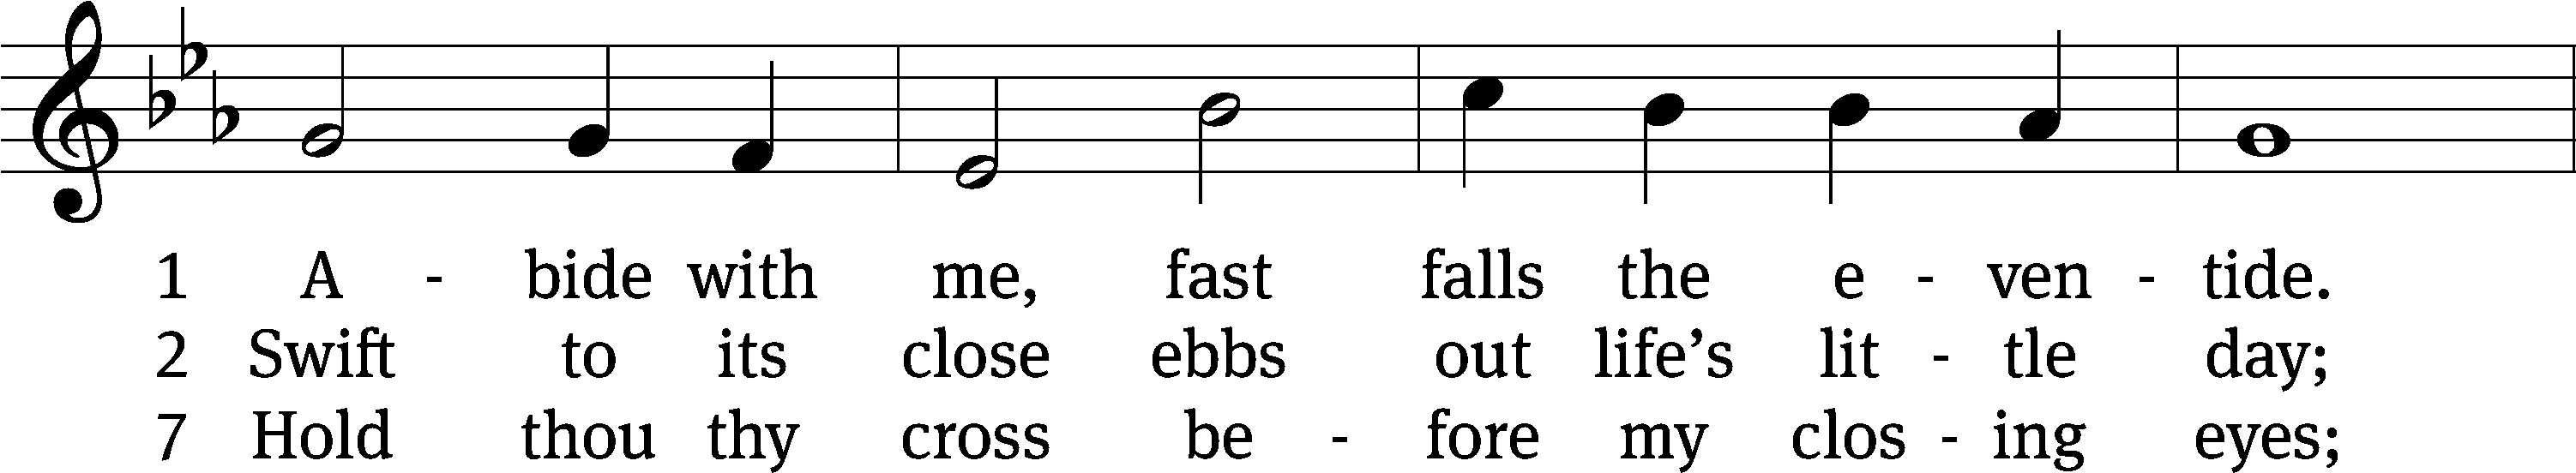 1 A - bide with me, fast falls the e - ven - tide.
2 Swift to its close ebbs out life’s lit - tle day;
7 Hold thou thy cross be - fore my clos - ing eyes;